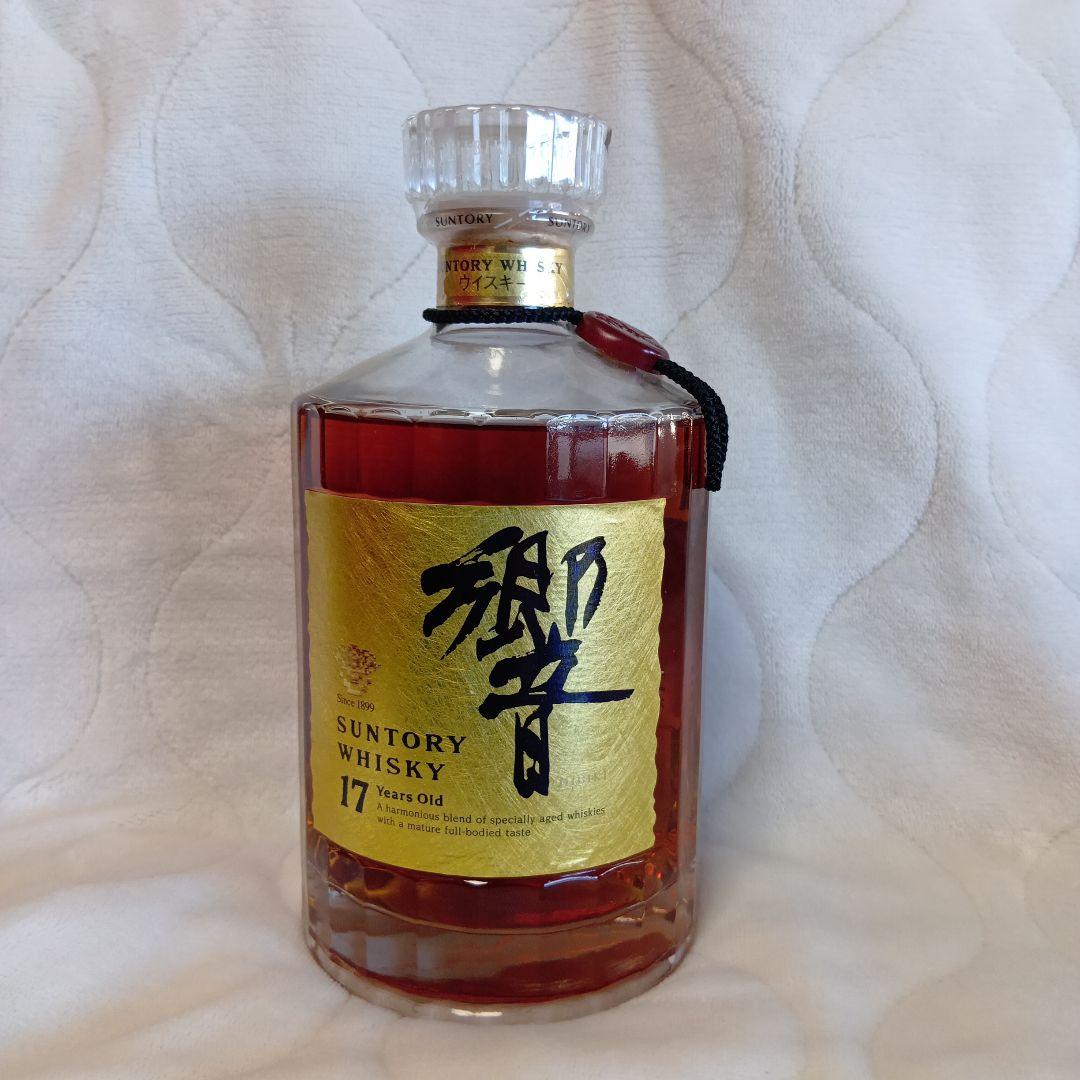 SUNTORY SUNTORY
NTORY WHISKY
ウイスキー
響
Since 1899
SUNTORY
WHISKY
17 Years Old
A harmonious blend of specially aged whiskies
with a mature full-bodied taste